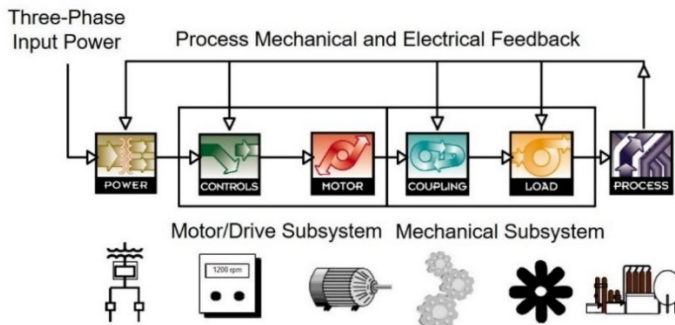 Three-Phase
Input Power
Process Mechanical and Electrical Feedback
POWER
CONTROLS
MOTOR
COUPLING
LOAD
PROCESS
Motor/Drive Subsystem
Mechanical Subsystem
1200 rpm